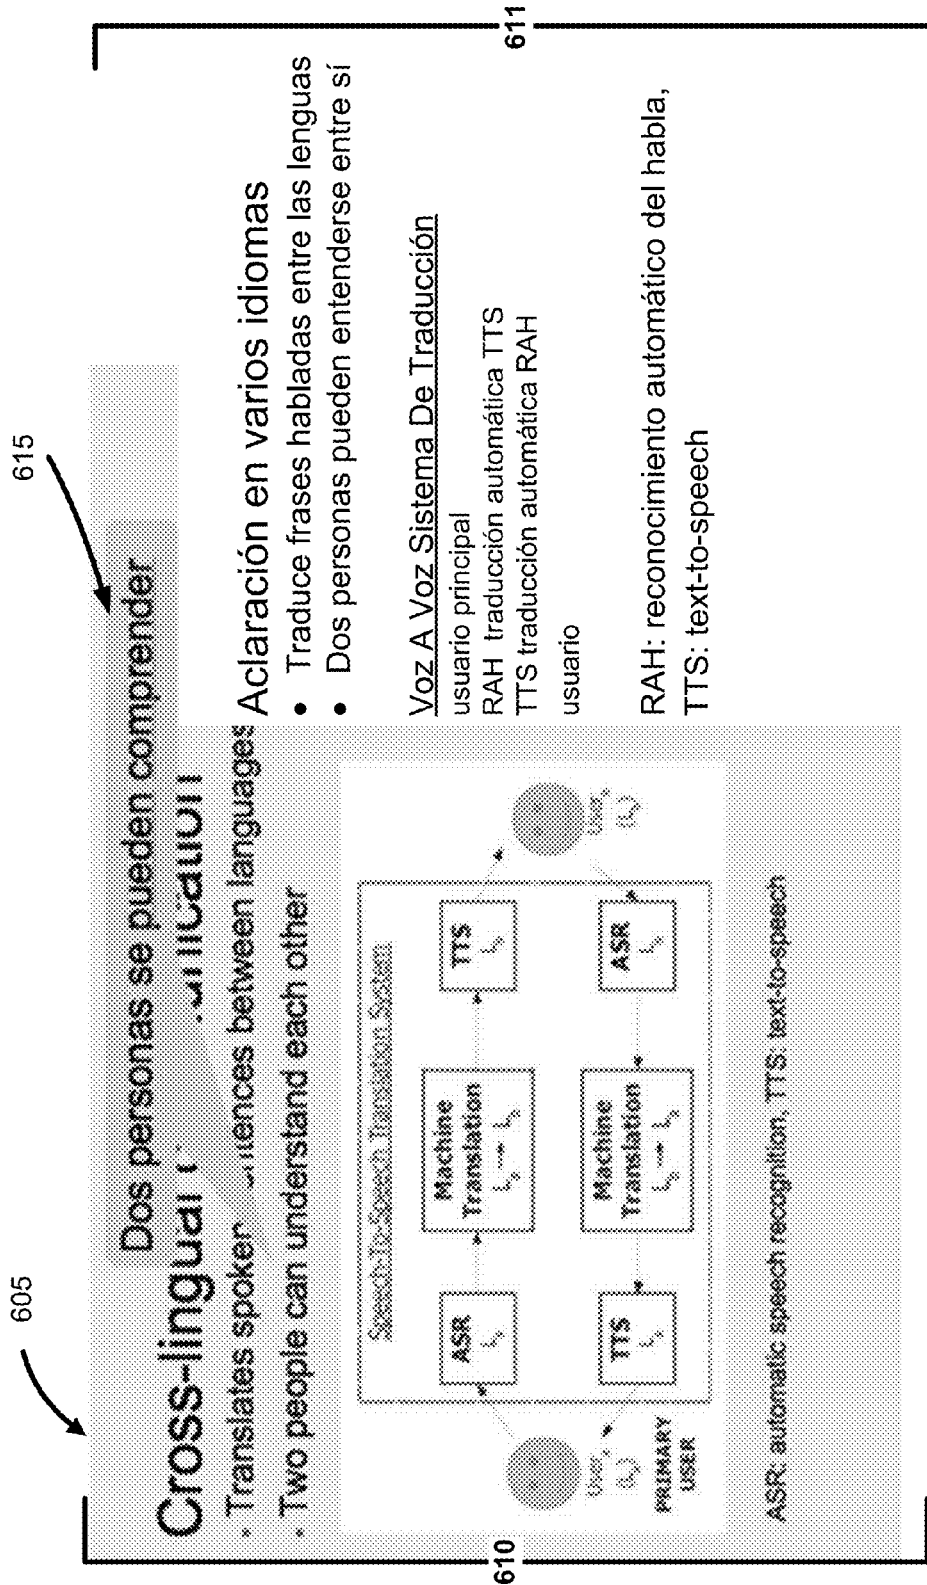 605
615
610
611
Dos personas se pueden comprender
Cross-lingual
Translates spoken between languages
Two people can understand each other
Speech-To-Speech Translation System
ASR
Machine Translation
TTS
TTS
Machine Translation
ASR
User
PRIMARY USER
User
ASR: automatic speech recognition, TTS: text-to-speech
Aclaración en varios idiomas
• Traduce frases habladas entre las lenguas
• Dos personas pueden entenderse entre sí
Voz A Voz Sistema De Traducción
usuario principal
RAH traducción automática TTS
TTS traducción automática RAH
usuario
RAH: reconocimiento automático del habla,
TTS: text-to-speech